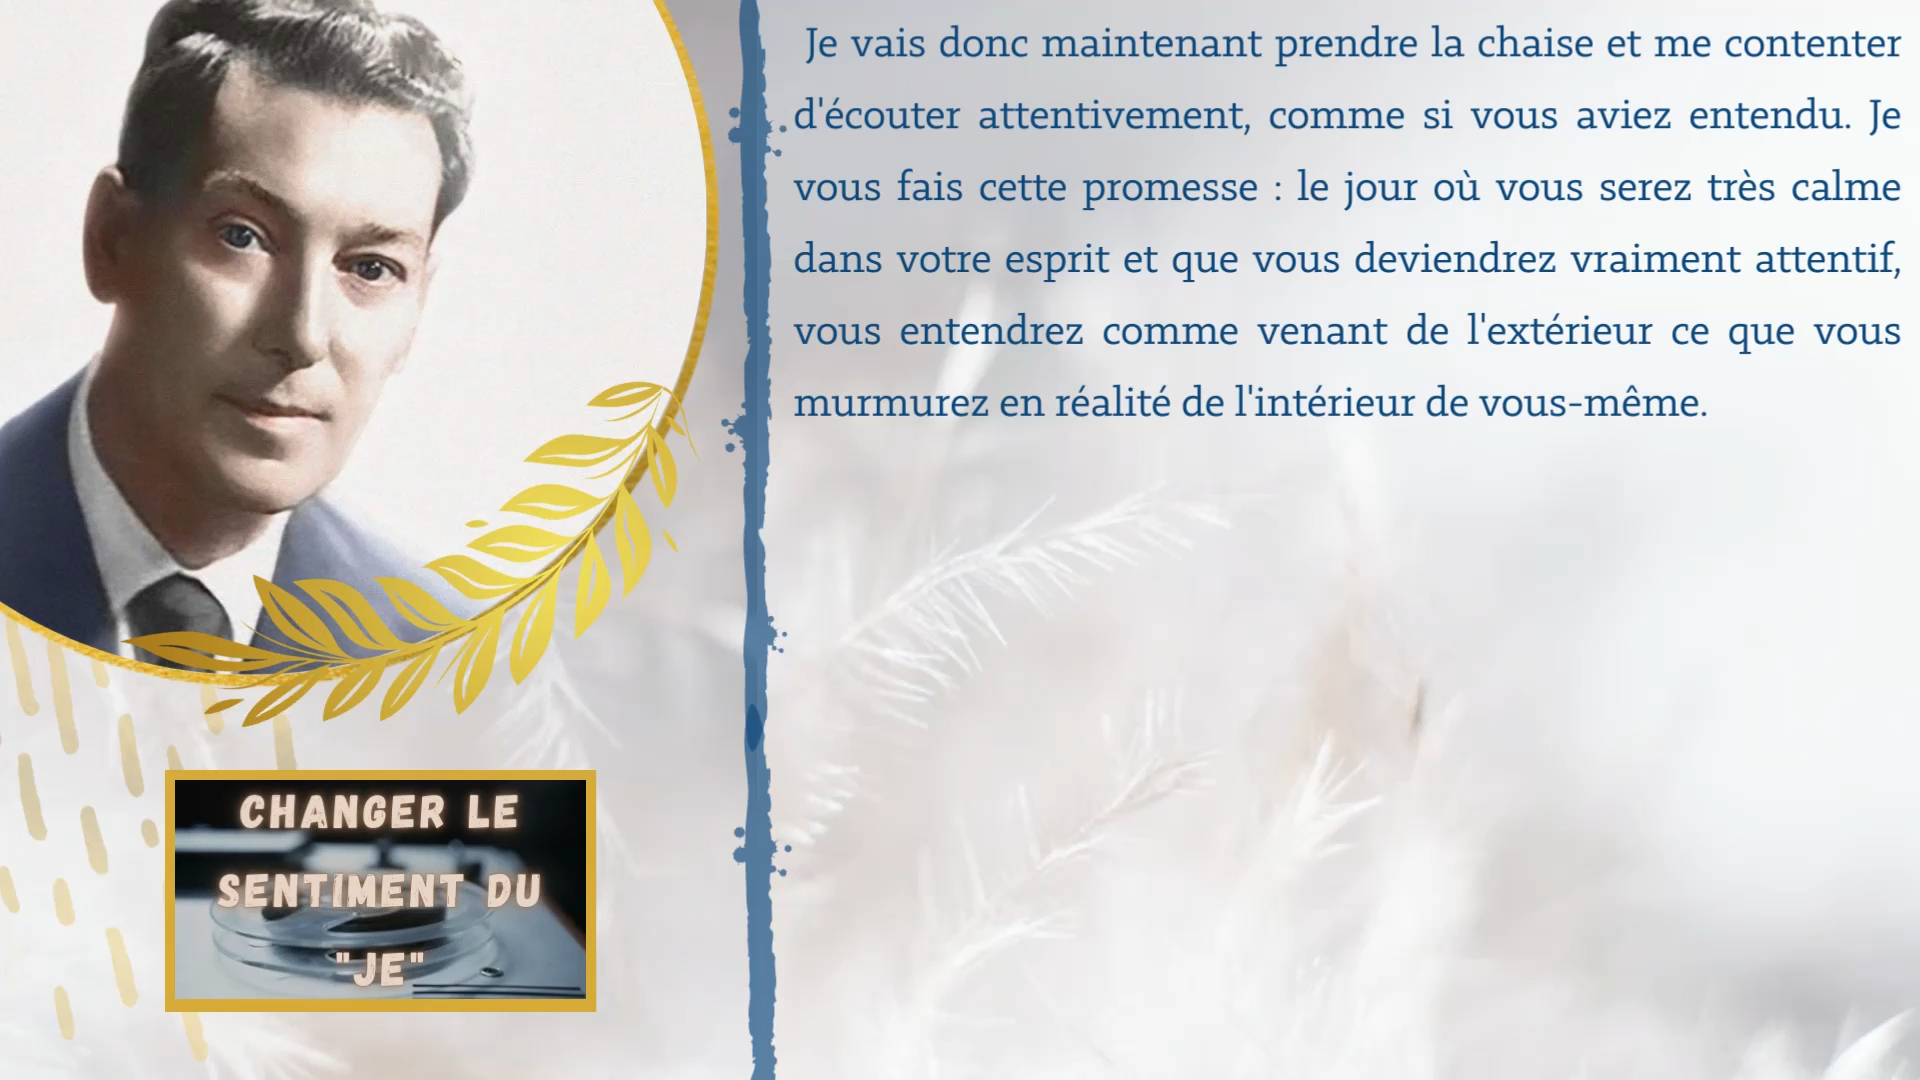 Je vais donc maintenant prendre la chaise et me contenter
d'écouter attentivement, comme si vous aviez entendu. Je
vous fais cette promesse : le jour où vous serez très calme
dans votre esprit et que vous deviendrez vraiment attentif,
vous entendrez comme venant de l'extérieur ce que vous
murmurez en réalité de l'intérieur de vous-même.
CHANGER LE
SENTIMENT DU
"JE"